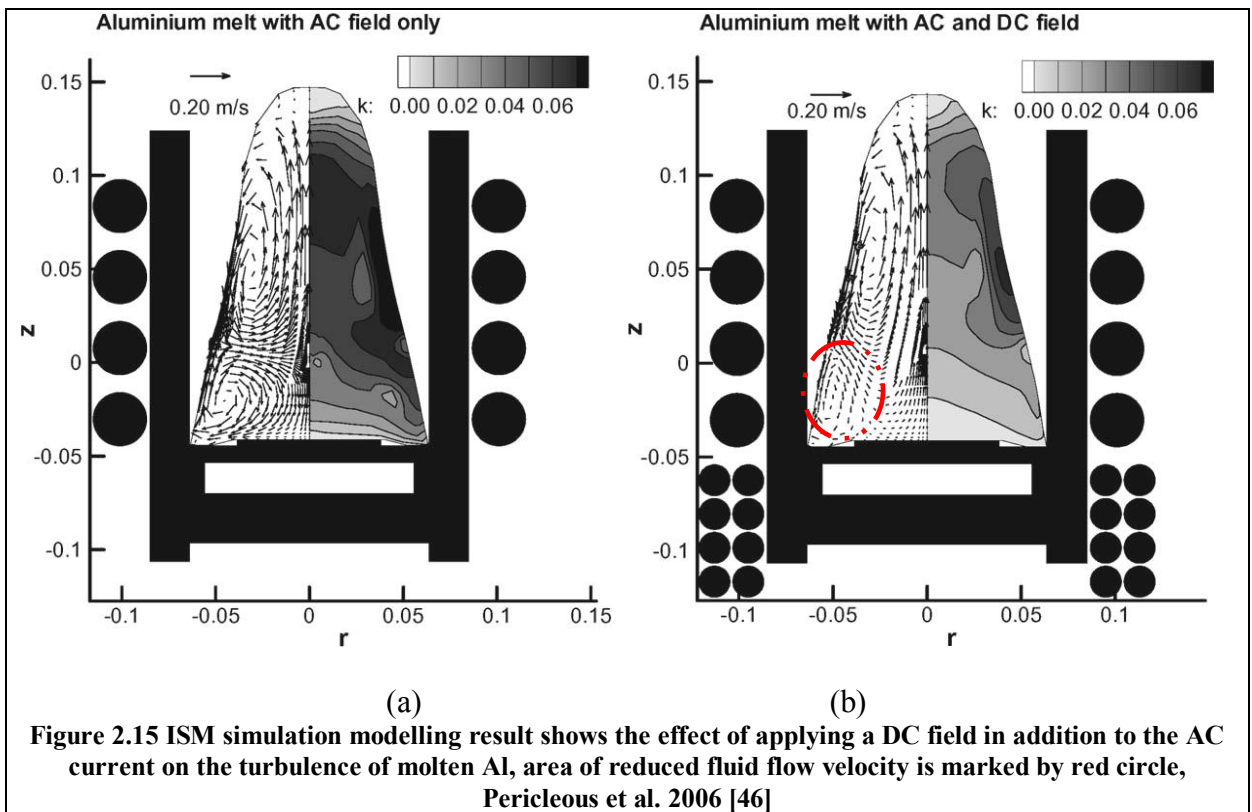 Aluminium melt with AC field only
0.20 m/s
k: 0.00 0.02 0.04 0.06
0.15
0.1
0.05
0
-0.05
-0.1
z
-0.1 -0.05 0 0.05 0.1 0.15
r
(a)
Aluminium melt with AC and DC field
0.20 m/s
k: 0.00 0.02 0.04 0.06
0.15
0.1
0.05
0
-0.05
-0.1
z
-0.1 -0.05 0 0.05 0.1
r
(b)
Figure 2.15 ISM simulation modelling result shows the effect of applying a DC field in addition to the AC
current on the turbulence of molten Al, area of reduced fluid flow velocity is marked by red circle,
Pericleous et al. 2006 [46]